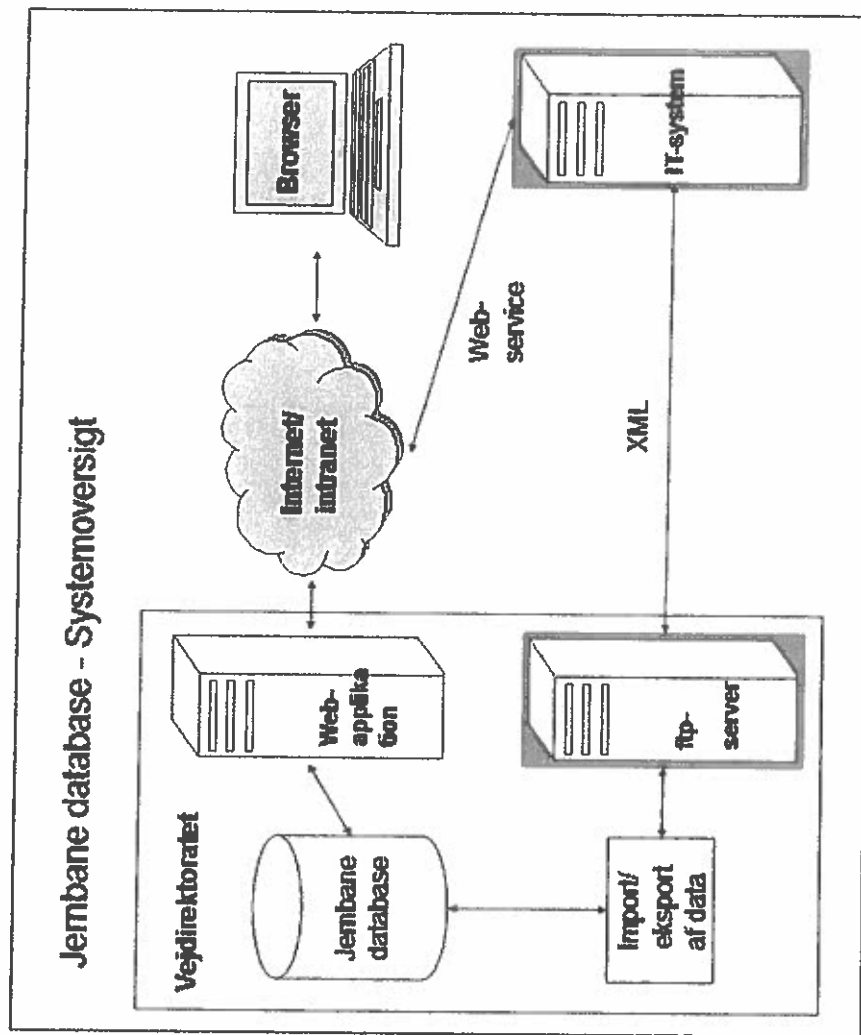 Jernbane database - Systemoversigt
Vejdirektoratet
Jernbane
database
Web-
applika
tion
Internet/
intranet
Browser
Import/
eksport
af data
ftp-
server
XML
Web-
service
IT-system